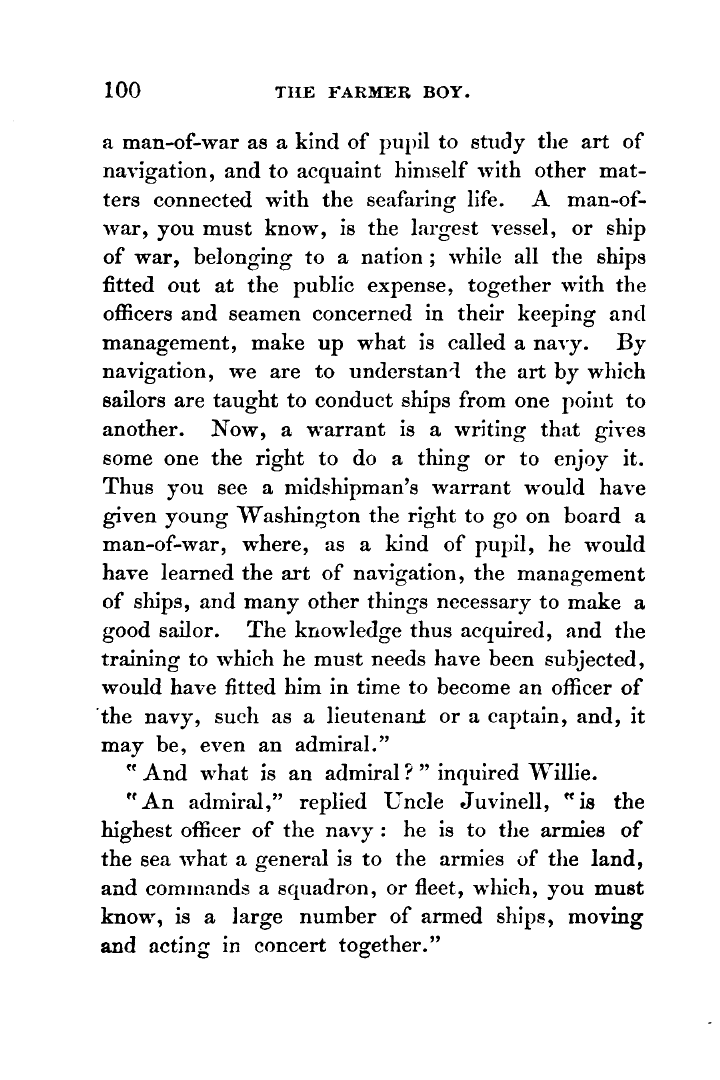 100 THE FARMER BOY.
a man-of-war as a kind of pupil to study the art of
navigation, and to acquaint himself with other mat-
ters connected with the seafaring life. A man-of-
war, you must know, is the largest vessel, or ship
of war, belonging to a nation ; while all the ships
fitted out at the public expense, together with the
officers and seamen concerned in their keeping and
management, make up what is called a navy. By
navigation, we are to understand the art by which
sailors are taught to conduct ships from one point to
another. Now, a warrant is a writing that gives
some one the right to do a thing or to enjoy it.
Thus you see a midshipman’s warrant would have
given young Washington the right to go on board a
man-of-war, where, as a kind of pupil, he would
have learned the art of navigation, the management
of ships, and many other things necessary to make a
good sailor. The knowledge thus acquired, and the
training to which he must needs have been subjected,
would have fitted him in time to become an officer of
the navy, such as a lieutenant or a captain, and, it
may be, even an admiral.”
“ And what is an admiral ? ” inquired Willie.
“ An admiral,” replied Uncle Juvinell, “ is the
highest officer of the navy : he is to the armies of
the sea what a general is to the armies of the land,
and commands a squadron, or fleet, which, you must
know, is a large number of armed ships, moving
and acting in concert together.”